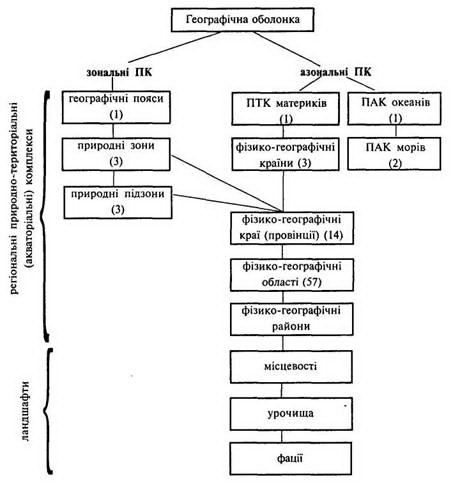 Географічна оболонка
зональні ПК
азональні ПК
географічні пояси
(1)
ПТК материків
(1)
ПАК океанів
(1)
природні зони
(3)
фізико-географічні
країни (3)
ПАК морів
(2)
природні підзони
(3)
фізико-географічні
краї (провінції) (14)
фізико-географічні
області (57)
фізико-географічні
райони
місцевості
урочища
фації
регіональні природно-територіальні
(акваторіальні) комплекси
ландшафти